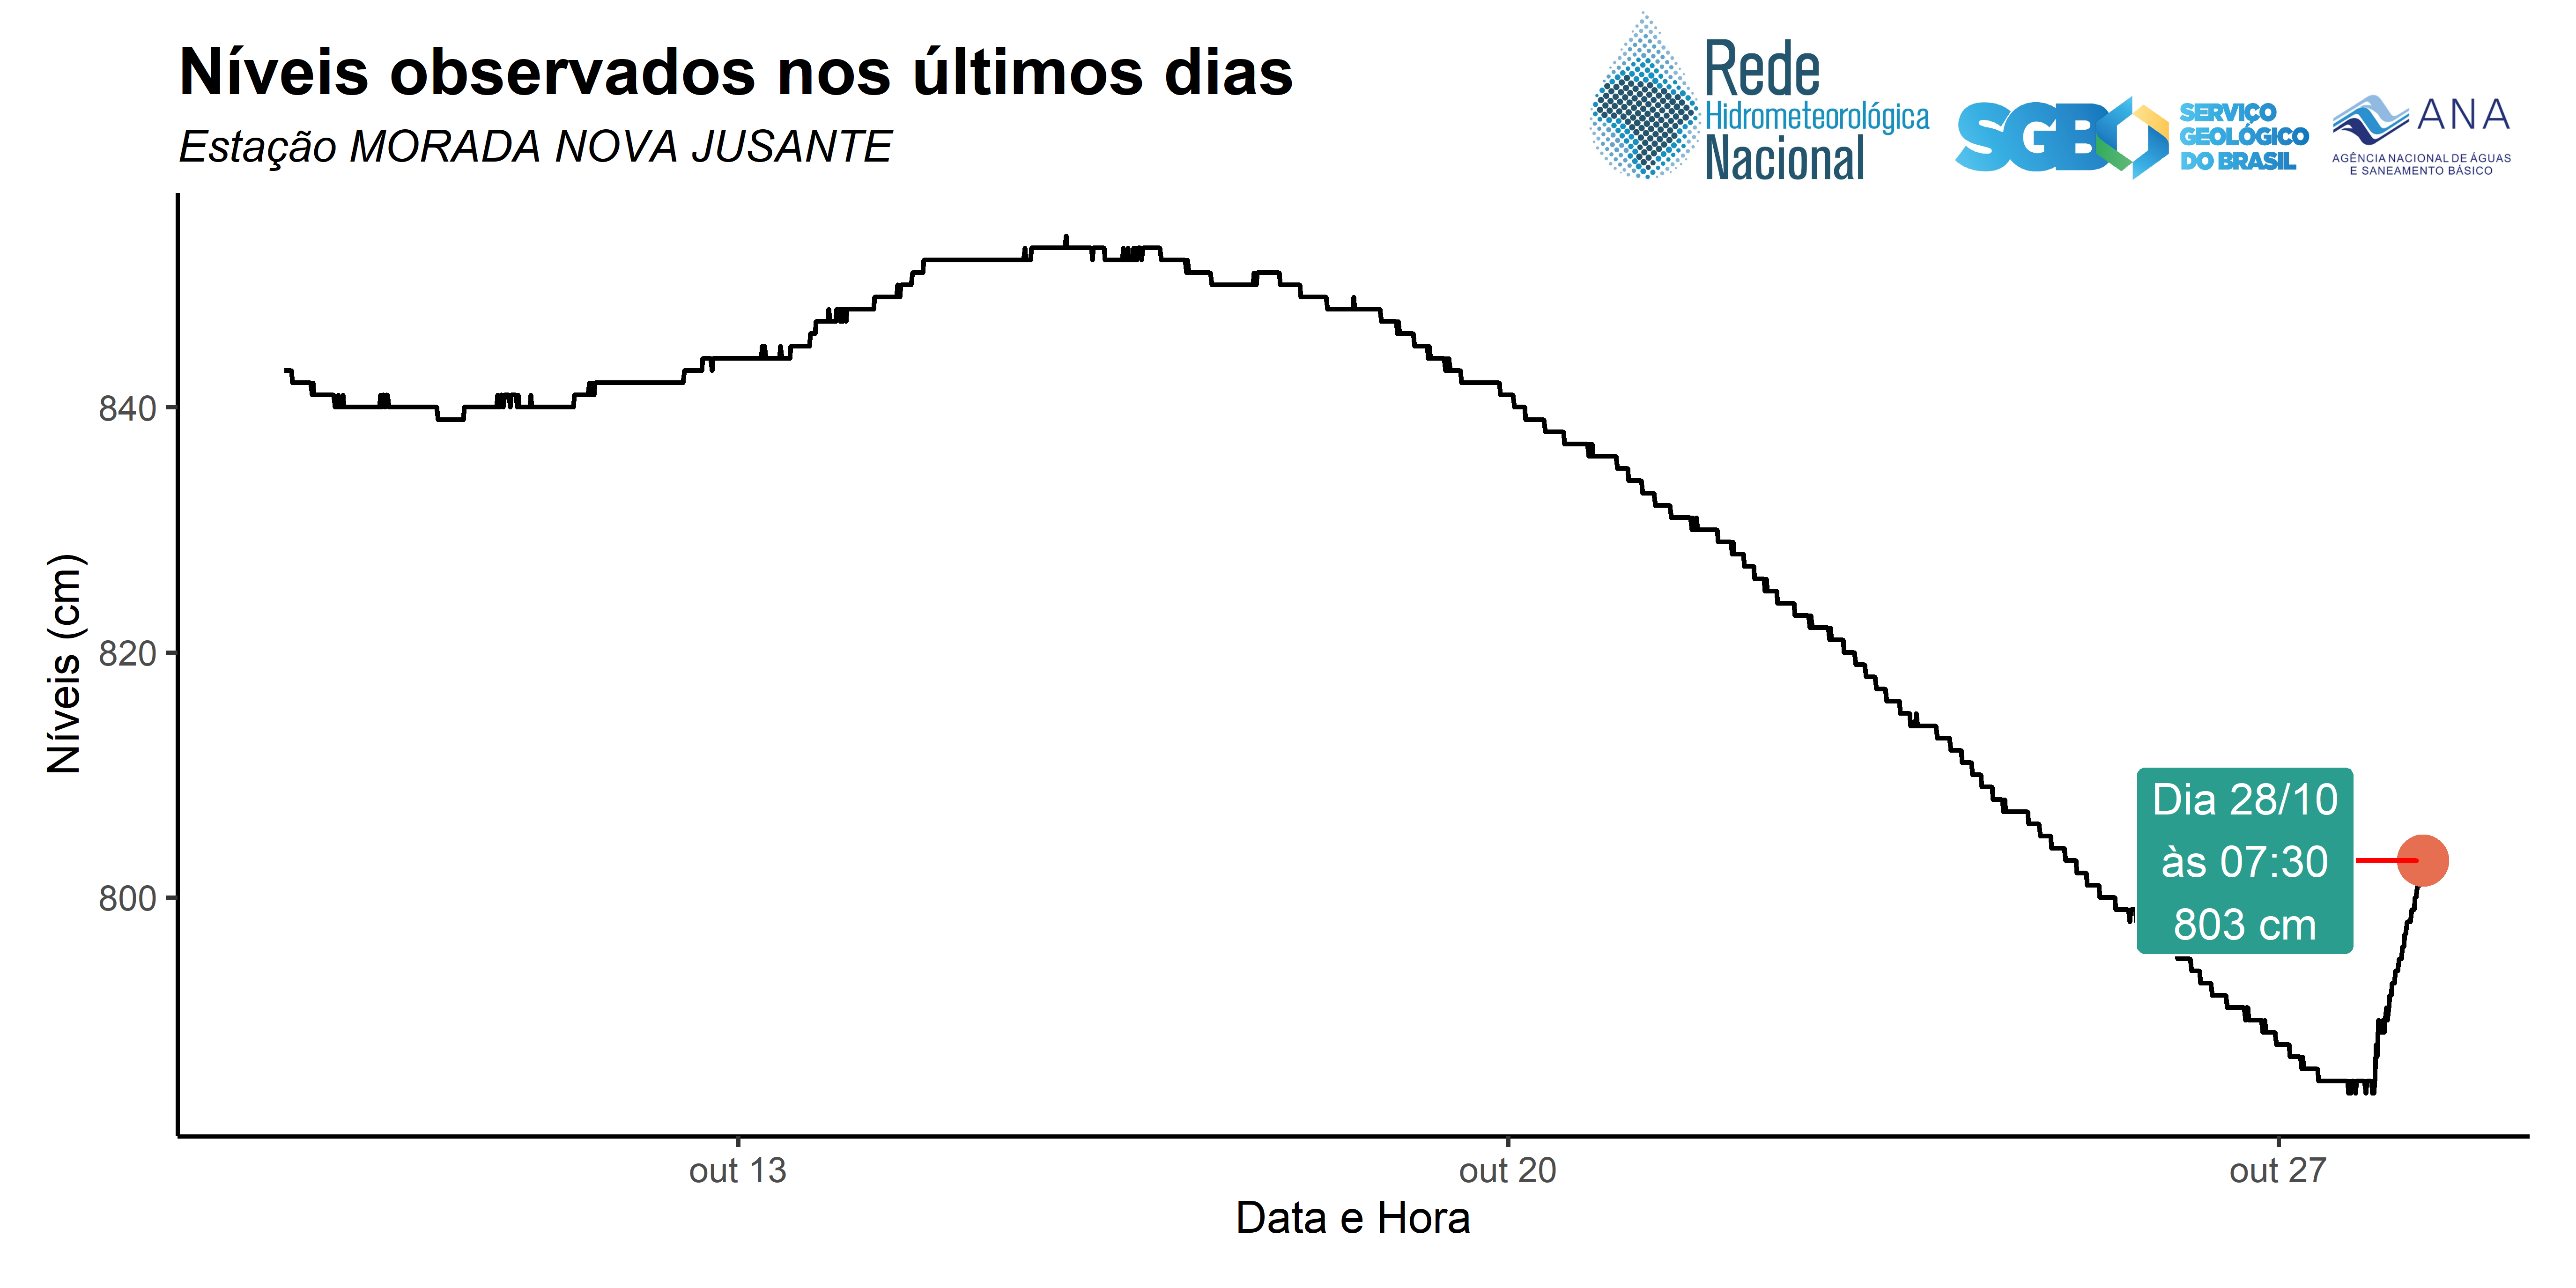 Níveis observados nos últimos dias
Estação MORADA NOVA JUSANTE
Rede
Hidrometeorológica
Nacional
SGB
SERVIÇO
GEOLÓGICO
DO BRASIL
ANA
AGÊNCIA NACIONAL DE ÁGUAS
E SANEAMENTO BÁSICO
Níveis (cm)
840
820
800
Dia 28/10
às 07:30
803 cm
out 13
out 20
out 27
Data e Hora